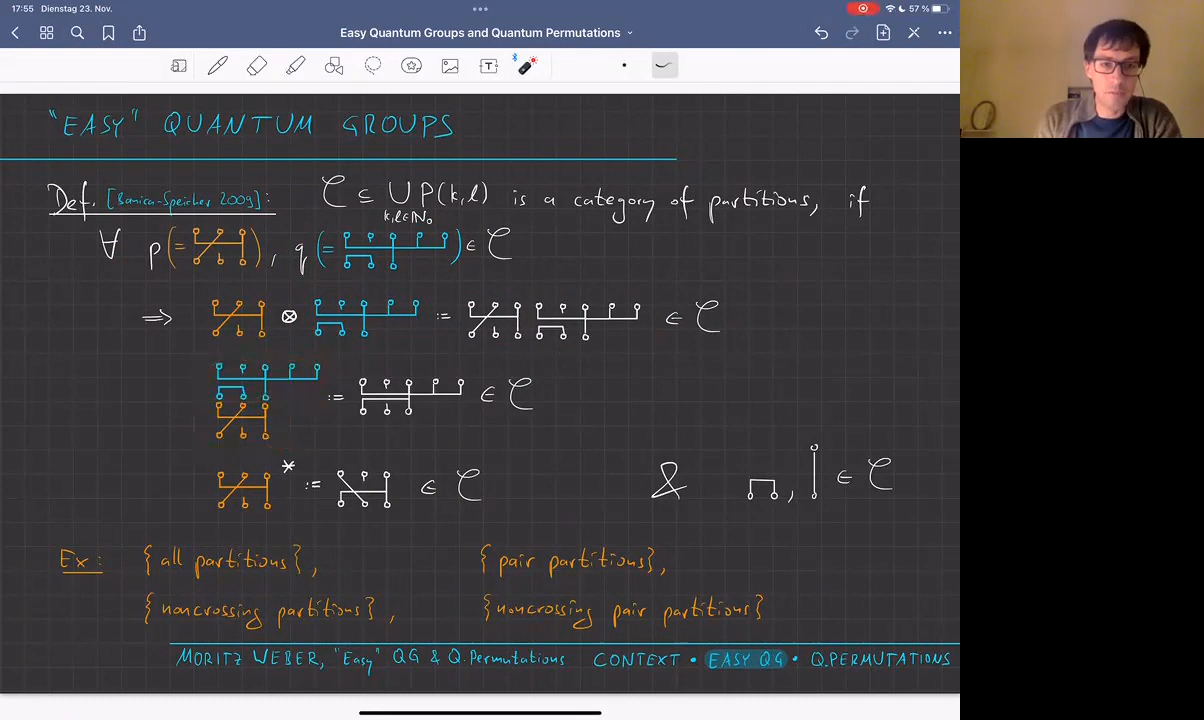 17:55 Dienstag 23. Nov. 57 %
Easy Quantum Groups and Quantum Permutations
"EASY" QUANTUM GROUPS
Def. [Banica-Speicher 2009]: 𝒞 ⊆ ∪ P(k,l) is a category of partitions, if
k,l∈ℕ₀
∀ p(= ), q(= ) ∈ 𝒞
⇒ ⊗ := ∈ 𝒞
:= ∈ 𝒞
* := ∈ 𝒞 & , ∈ 𝒞
Ex: {all partitions}, {pair partitions},
{noncrossing partitions}, {noncrossing pair partitions}
MORITZ WEBER, "Easy" QG & Q.Permutations CONTEXT • EASY QG • Q.PERMUTATIONS